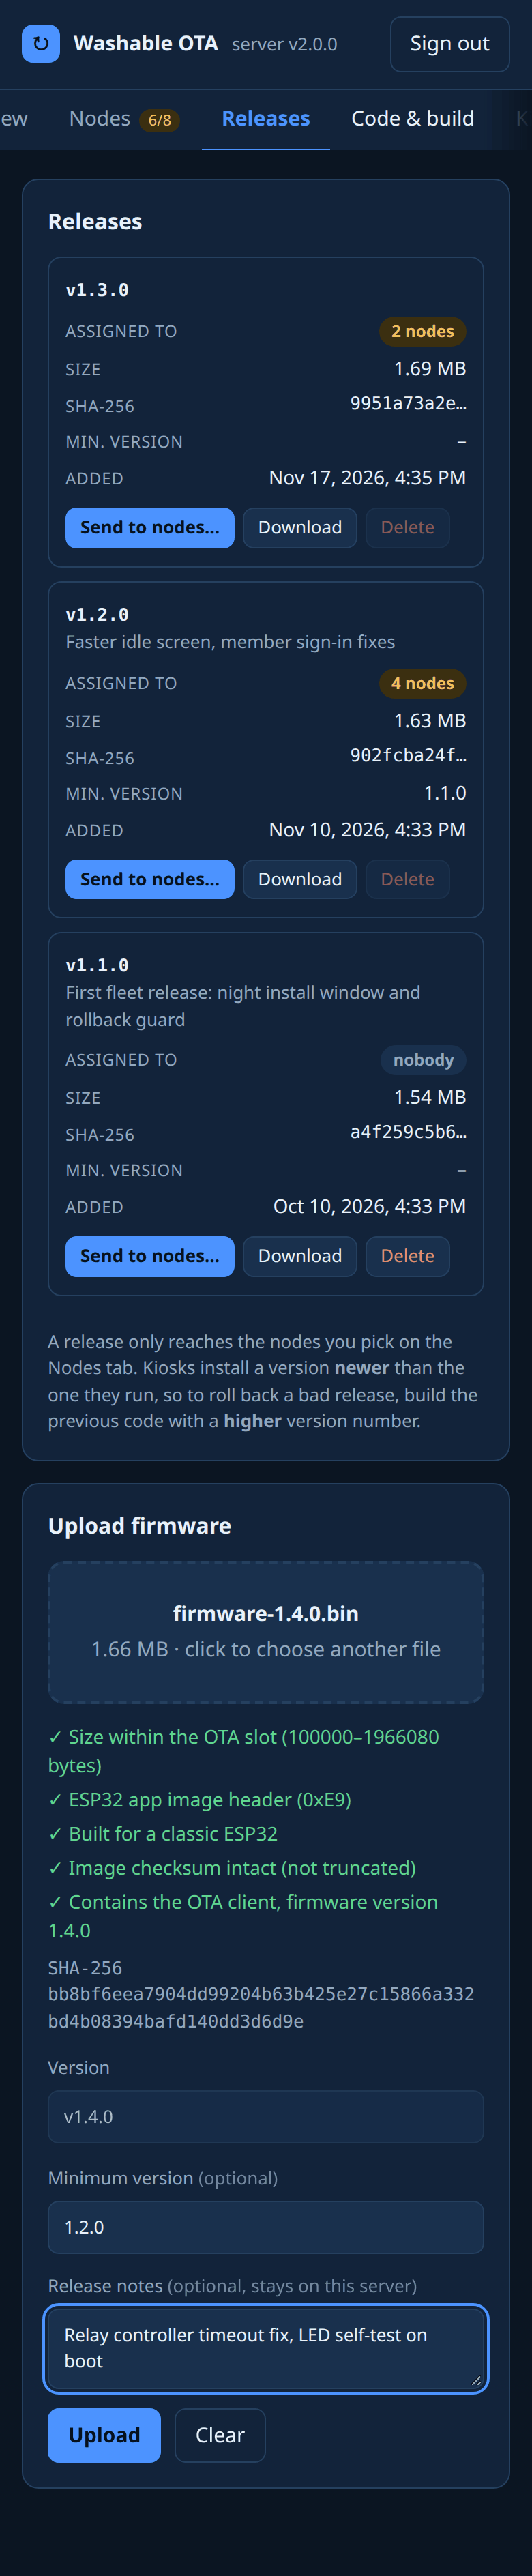 ↻ Washable OTA server v2.0.0 Sign out
ew Nodes 6/8 Releases Code & build K
Releases
v1.3.0
ASSIGNED TO 2 nodes
SIZE 1.69 MB
SHA-256 9951a73a2e…
MIN. VERSION –
ADDED Nov 17, 2026, 4:35 PM
Send to nodes… Download Delete
v1.2.0
Faster idle screen, member sign-in fixes
ASSIGNED TO 4 nodes
SIZE 1.63 MB
SHA-256 902fcba24f…
MIN. VERSION 1.1.0
ADDED Nov 10, 2026, 4:33 PM
Send to nodes… Download Delete
v1.1.0
First fleet release: night install window and
rollback guard
ASSIGNED TO nobody
SIZE 1.54 MB
SHA-256 a4f259c5b6…
MIN. VERSION –
ADDED Oct 10, 2026, 4:33 PM
Send to nodes… Download Delete
A release only reaches the nodes you pick on the
Nodes tab. Kiosks install a version newer than the
one they run, so to roll back a bad release, build the
previous code with a higher version number.
Upload firmware
firmware-1.4.0.bin
1.66 MB · click to choose another file
✓ Size within the OTA slot (100000–1966080
bytes)
✓ ESP32 app image header (0xE9)
✓ Built for a classic ESP32
✓ Image checksum intact (not truncated)
✓ Contains the OTA client, firmware version
1.4.0
SHA-256
bb8bf6eea7904dd99204b63b425e27c15866a332
bd4b08394bafd140dd3d6d9e
Version
v1.4.0
Minimum version (optional)
1.2.0
Release notes (optional, stays on this server)
Relay controller timeout fix, LED self-test on
boot
Upload Clear